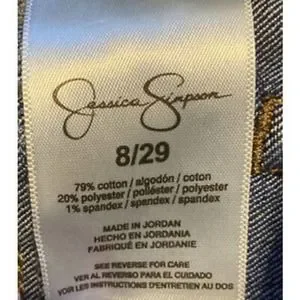 Jessica Simpson
8/29
79% cotton / algodón / coton
20% polyester / poliéster / polyester
1% spandex / spandex / spandex
MADE IN JORDAN
HECHO EN JORDANIA
FABRIQUÉ EN JORDANIE
SEE REVERSE FOR CARE
VER AL REVERSO PARA EL CUIDADO
VOIR LES INSTRUCTIONS D'ENTRETIEN AU DOS